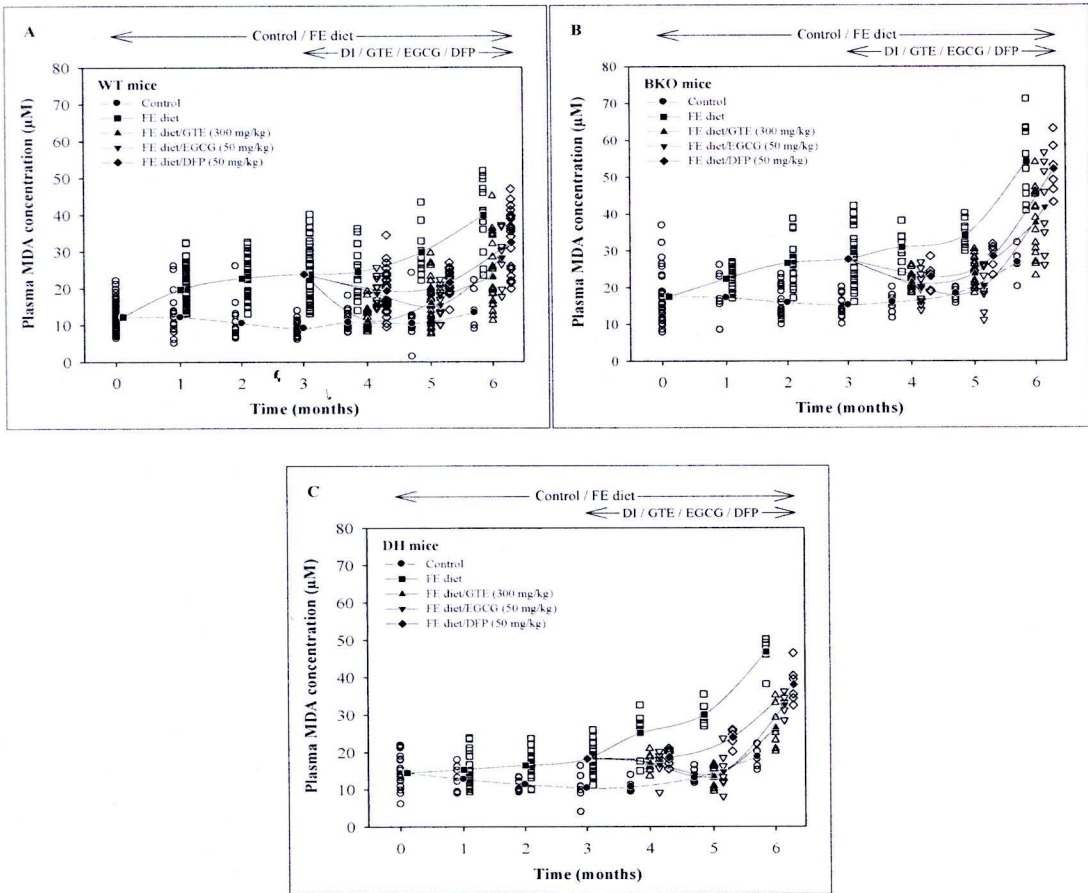 A
Control / FE diet
DI / GTE / EGCG / DFP
WT mice
Control
FE diet
FE diet/GTE (300 mg/kg)
FE diet/EGCG (50 mg/kg)
FE diet/DFP (50 mg/kg)
Plasma MDA concentration (µM)
80
70
60
50
40
30
20
10
0
0 1 2 3 4 5 6
Time (months)
B
Control / FE diet
DI / GTE / EGCG / DFP
BKO mice
Control
FE diet
FE diet/GTE (300 mg/kg)
FE diet/EGCG (50 mg/kg)
FE diet/DFP (50 mg/kg)
Plasma MDA concentration (µM)
80
70
60
50
40
30
20
10
0
0 1 2 3 4 5 6
Time (months)
C
Control / FE diet
DI / GTE / EGCG / DFP
DH mice
Control
FE diet
FE diet/GTE (300 mg/kg)
FE diet/EGCG (50 mg/kg)
FE diet/DFP (50 mg/kg)
Plasma MDA concentration (µM)
80
70
60
50
40
30
20
10
0
0 1 2 3 4 5 6
Time (months)